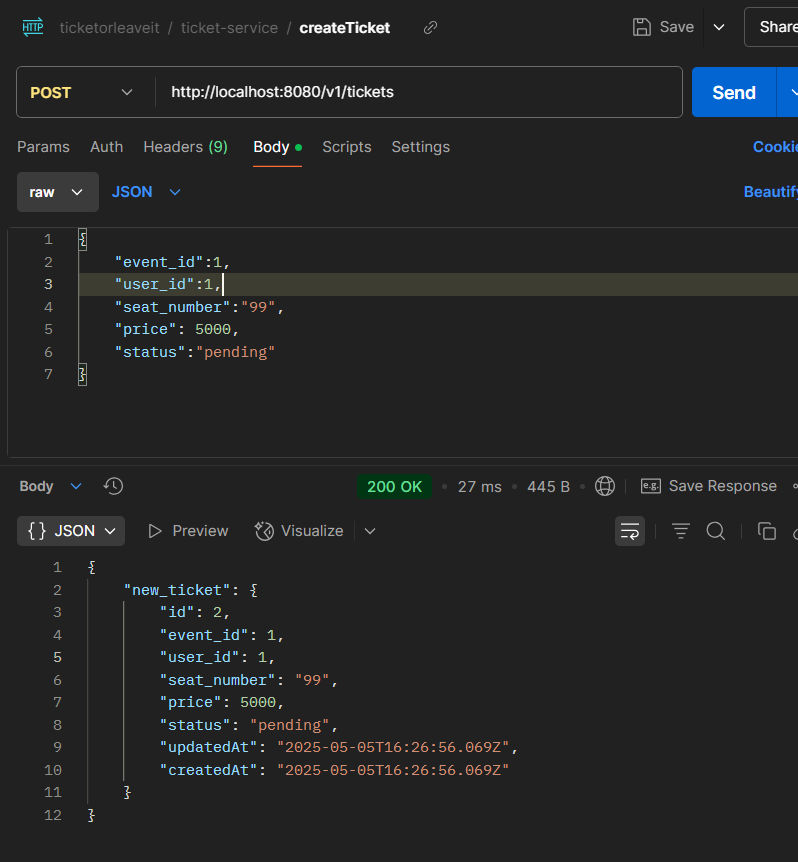 HTTP ticketorleaveit / ticket-service / createTicket Save Share
POST http://localhost:8080/v1/tickets Send
Params Auth Headers (9) Body Scripts Settings Cookie
raw JSON Beautify
1 {
2 "event_id":1,
3 "user_id":1,
4 "seat_number":"99",
5 "price": 5000,
6 "status":"pending"
7 }
Body 200 OK 27 ms 445 B e.g. Save Response
{} JSON Preview Visualize
1 {
2 "new_ticket": {
3 "id": 2,
4 "event_id": 1,
5 "user_id": 1,
6 "seat_number": "99",
7 "price": 5000,
8 "status": "pending",
9 "updatedAt": "2025-05-05T16:26:56.069Z",
10 "createdAt": "2025-05-05T16:26:56.069Z"
11 }
12 }